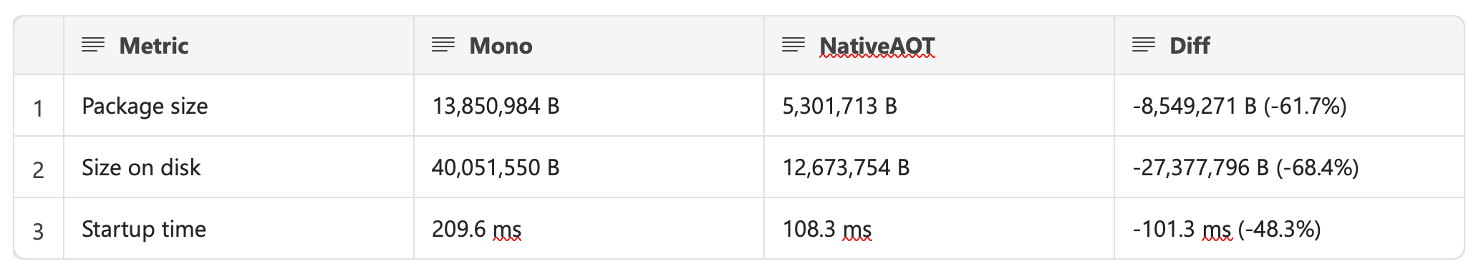 Metric Mono NativeAOT Diff
1 Package size 13,850,984 B 5,301,713 B -8,549,271 B (-61.7%)
2 Size on disk 40,051,550 B 12,673,754 B -27,377,796 B (-68.4%)
3 Startup time 209.6 ms 108.3 ms -101.3 ms (-48.3%)